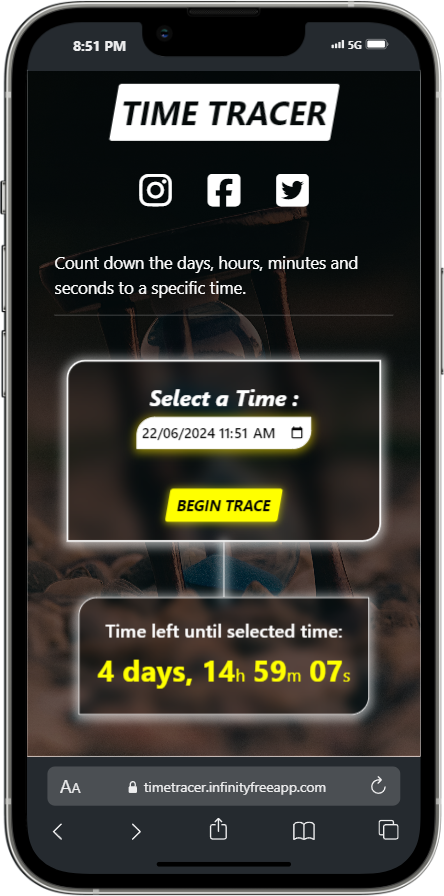 8:51 PM 5G
TIME TRACER
Count down the days, hours, minutes and
seconds to a specific time.
Select a Time :
22/06/2024 11:51 AM
BEGIN TRACE
Time left until selected time:
4 days, 14h 59m 07s
AA timetracer.infinityfreeapp.com